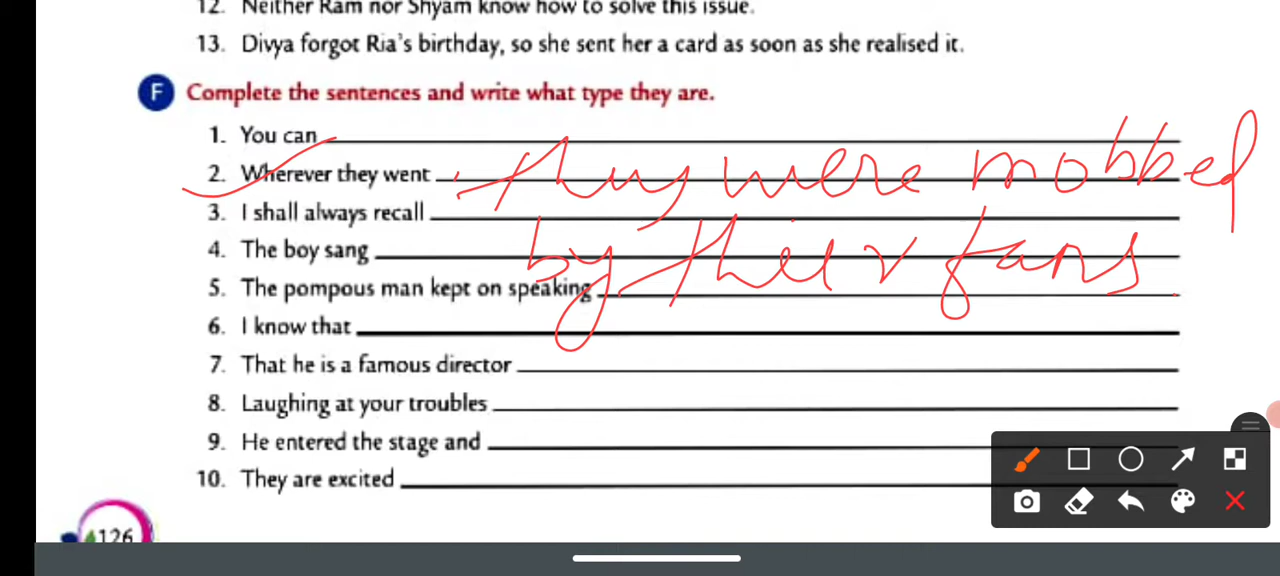 12. Neither Ram nor Shyam know how to solve this issue.
13. Divya forgot Ria's birthday, so she sent her a card as soon as she realised it.
F Complete the sentences and write what type they are.
1. You can
2. Wherever they went
they were mobbed
3. I shall always recall
4. The boy sang
by their fans
5. The pompous man kept on speaking
6. I know that
7. That he is a famous director
8. Laughing at your troubles
9. He entered the stage and
10. They are excited
126